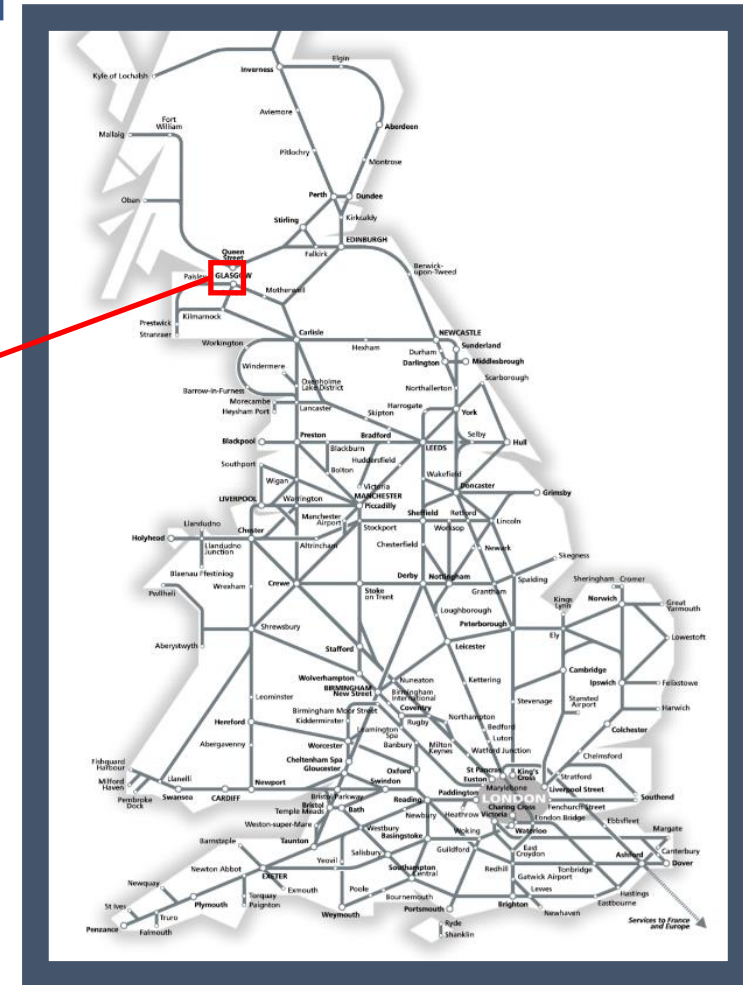 Elgin
Inverness
Kyle of Lochalsh
Aviemore
Fort
William
Mallaig
Aberdeen
Pitlochry
Montrose
Perth
Dundee
Oban
Stirling
Kirkcaldy
EDINBURGH
Queen
Street
Falkirk
Paisley
GLASGOW
Berwick-
upon-Tweed
Motherwell
Kilmarnock
Prestwick
Stranraer
Carlisle
NEWCASTLE
Workington
Hexham
Sunderland
Durham
Darlington
Middlesbrough
Windermere
Oxenholme
Lake District
Scarborough
Barrow-in-Furness
Northallerton
Morecambe
Heysham Port
Lancaster
Harrogate
Skipton
York
Blackpool
Preston
Bradford
Selby
Hull
Blackburn
LEEDS
Huddersfield
Southport
Bolton
Wakefield
Wigan
Victoria
Doncaster
Grimsby
LIVERPOOL
Warrington
MANCHESTER
Piccadilly
Manchester
Airport
Sheffield
Retford
Lincoln
Llandudno
Stockport
Worksop
Holyhead
Chester
Llandudno
Junction
Altrincham
Chesterfield
Newark
Skegness
Blaenau Ffestiniog
Wrexham
Crewe
Stoke
on Trent
Derby
Nottingham
Grantham
Spalding
Sheringham
Cromer
Pwllheli
Kings
Lynn
Norwich
Great
Yarmouth
Loughborough
Peterborough
Shrewsbury
Ely
Lowestoft
Aberystwyth
Stafford
Leicester
Wolverhampton
Cambridge
BIRMINGHAM
New Street
Nuneaton
Birmingham
International
Kettering
Ipswich
Felixstowe
Leominster
Stevenage
Stansted
Airport
Birmingham Moor Street
Coventry
Harwich
Kidderminster
Rugby
Northampton
Hereford
Leamington
Spa
Bedford
Colchester
Worcester
Banbury
Milton
Keynes
Luton
Abergavenny
Watford Junction
Chelmsford
Cheltenham Spa
Gloucester
Oxford
St Pancras
Euston
King's
Cross
Stratford
Fishguard
Harbour
Llanelli
Milford
Haven
Swindon
Marylebone
Liverpool Street
Pembroke
Dock
Swansea
CARDIFF
Newport
Bristol Parkway
Reading
Paddington
LONDON
Southend
Bristol
Temple Meads
Bath
Fenchurch Street
Charing Cross
Newbury
Heathrow
Victoria
London Bridge
Ebbsfleet
Weston-super-Mare
Westbury
Basingstoke
Woking
Waterloo
Margate
Barnstaple
Taunton
Salisbury
Guildford
East
Croydon
Canterbury
Yeovil
Ashford
Dover
Newton Abbot
EXETER
Southampton
Central
Redhill
Gatwick Airport
Tonbridge
Newquay
Exmouth
Poole
Lewes
Hastings
St Ives
Plymouth
Torquay
Paignton
Bournemouth
Eastbourne
Truro
Weymouth
Portsmouth
Brighton
Newhaven
Penzance
Falmouth
Ryde
Shanklin
Services to France
and Europe